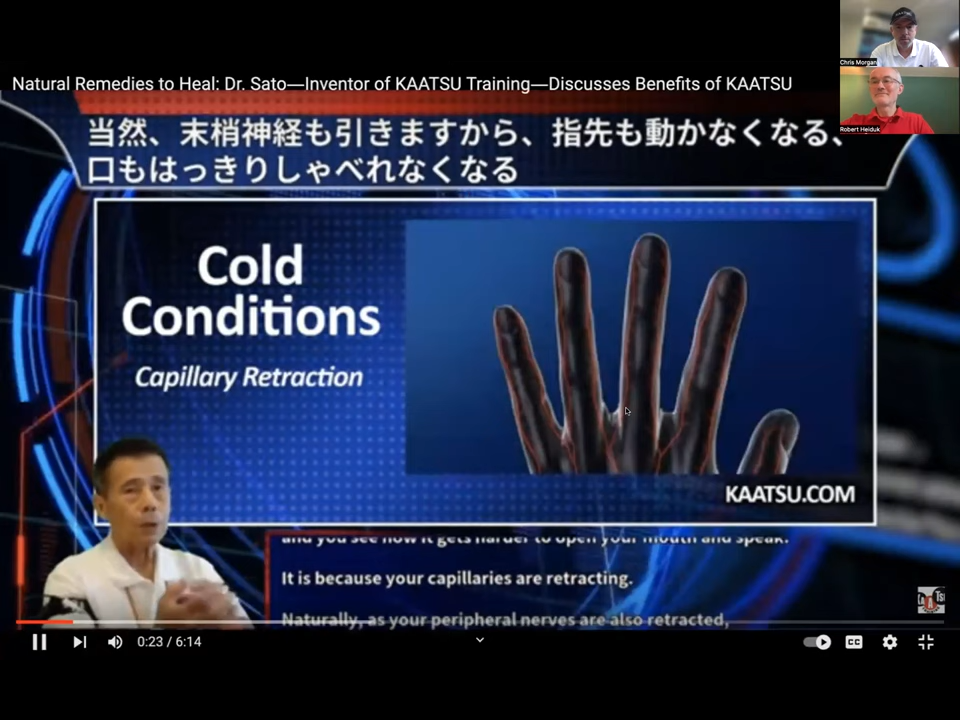 Chris Morgan
Robert Heiduk
Natural Remedies to Heal: Dr. Sato—Inventor of KAATSU Training—Discusses Benefits of KAATSU
当然、末梢神経も引きますから、指先も動かなくなる、
口もはっきりしゃべれなくなる
Cold
Conditions
Capillary Retraction
KAATSU.COM
and you see how it gets harder to open your mouth and speak.
It is because your capillaries are retracting.
Naturally, as your peripheral nerves are also retracted,
0:23 / 6:14
CC